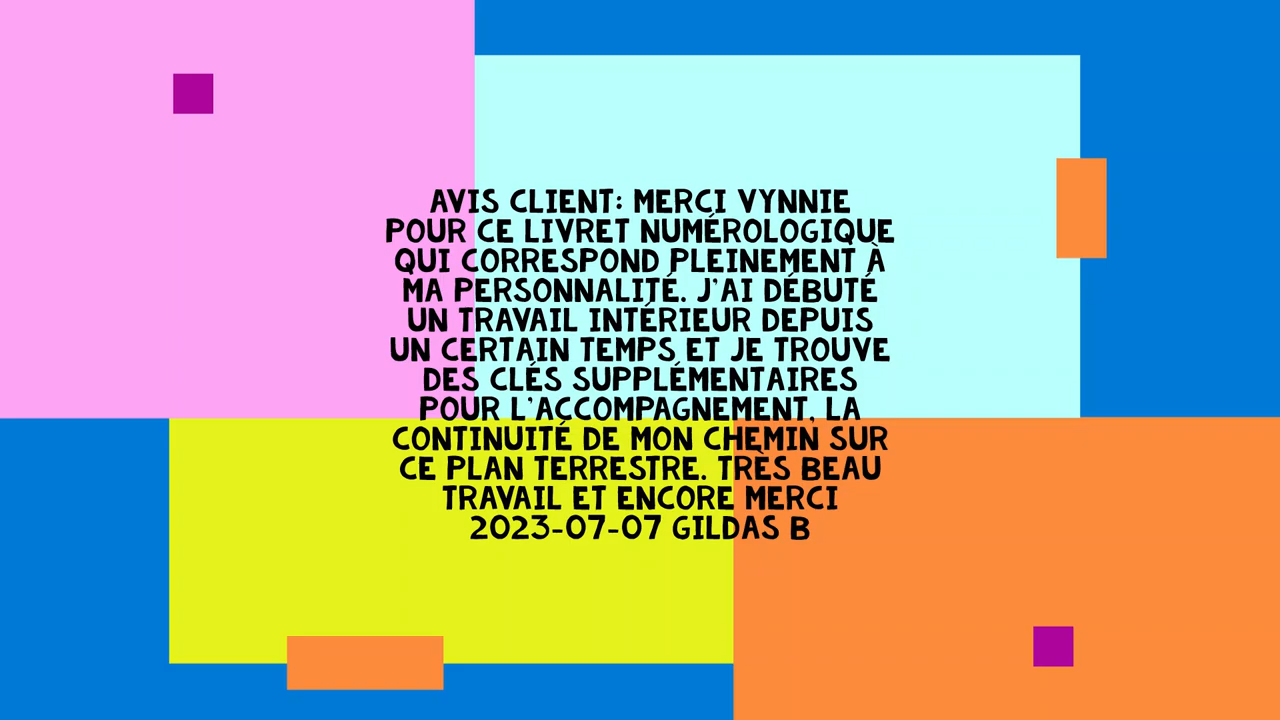 AVIS CLIENT: MERCI VYNNIE
POUR CE LIVRET NUMÉROLOGIQUE
QUI CORRESPOND PLEINEMENT À
MA PERSONNALITÉ. J'AI DÉBUTÉ
UN TRAVAIL INTÉRIEUR DEPUIS
UN CERTAIN TEMPS ET JE TROUVE
DES CLÉS SUPPLÉMENTAIRES
POUR L'ACCOMPAGNEMENT, LA
CONTINUITÉ DE MON CHEMIN SUR
CE PLAN TERRESTRE. TRÈS BEAU
TRAVAIL ET ENCORE MERCI
2023-07-07 GILDAS B